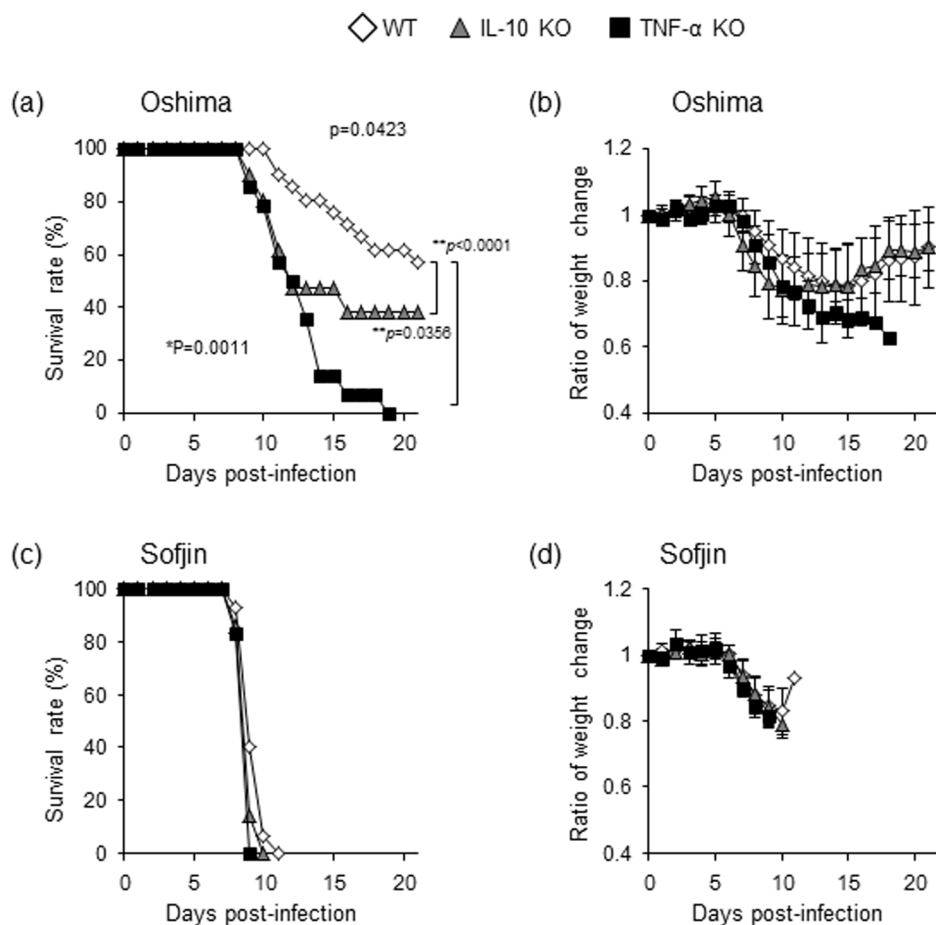 WT IL-10 KO TNF-α KO
(a) Oshima
p=0.0423
**p<0.0001
**p=0.0356
*P=0.0011
Survival rate (%)
100
80
60
40
20
0
0 5 10 15 20
Days post-infection
(b) Oshima
Ratio of weight change
1.2
1
0.8
0.6
0.4
0 5 10 15 20
Days post-infection
(c) Sofjin
Survival rate (%)
100
80
60
40
20
0
0 5 10 15 20
Days post-infection
(d) Sofjin
Ratio of weight change
1.2
1
0.8
0.6
0.4
0 5 10 15 20
Days post-infection